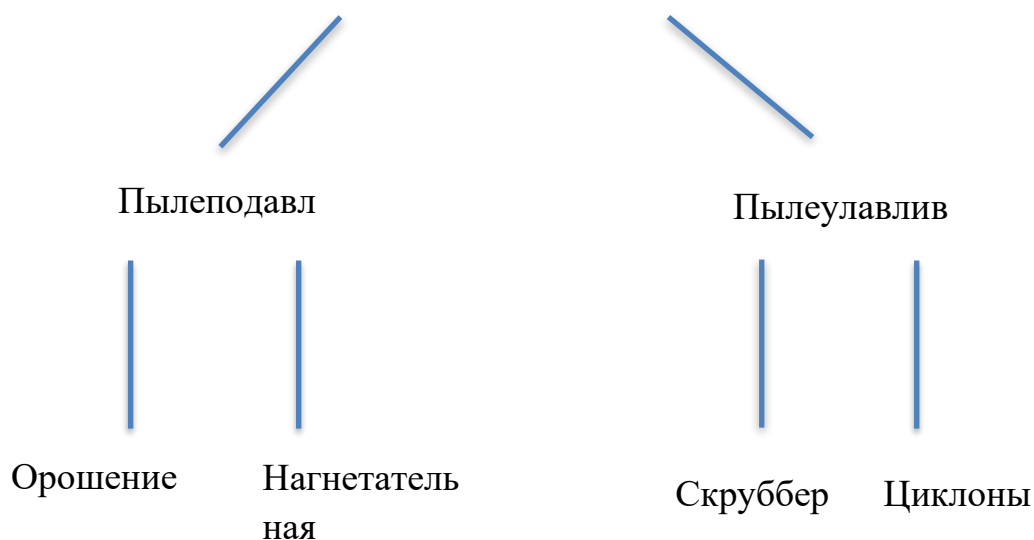 Пылеподавл
Пылеулавлив
Орошение
Нагнетатель
ная
Скруббер
Циклоны